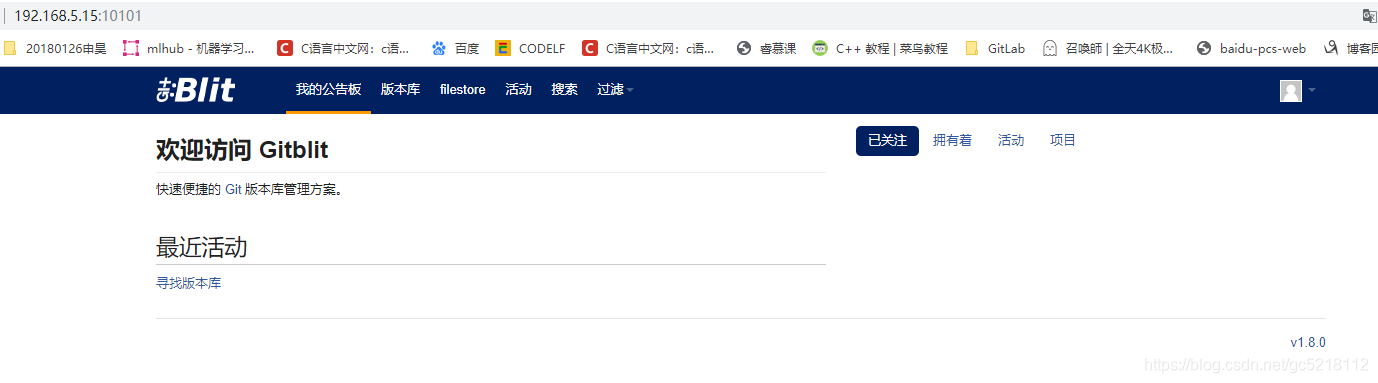 192.168.5.15:10101
20180126申昊 mlhub - 机器学习... C语言中文网：c语... 百度 CODELF C语言中文网：c语... 睿慕课 C++ 教程 | 菜鸟教程 GitLab 召唤師 | 全天4K极... baidu-pcs-web 博客园
GitBlit 我的公告板 版本库 filestore 活动 搜索 过滤
已关注 拥有着 活动 项目
欢迎访问 Gitblit
快速便捷的 Git 版本库管理方案。
最近活动
寻找版本库
v1.8.0
https://blog.csdn.net/gc5218112